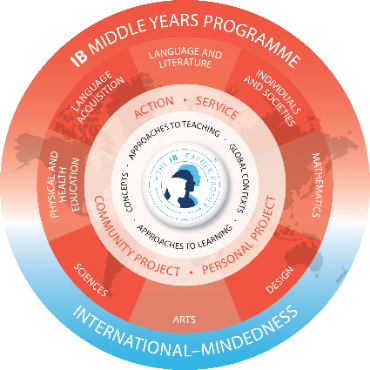 IB MIDDLE YEARS PROGRAMME
LANGUAGE AND
LITERATURE
INDIVIDUALS
AND SOCIETIES
MATHEMATICS
DESIGN
ARTS
SCIENCES
PHYSICAL AND
HEALTH
EDUCATION
LANGUAGE
ACQUISITION
ACTION • SERVICE
COMMUNITY PROJECT • PERSONAL PROJECT
APPROACHES TO TEACHING
GLOBAL CONTEXTS
APPROACHES TO LEARNING
CONCEPTS
THE IB
INTERNATIONAL-MINDEDNESS